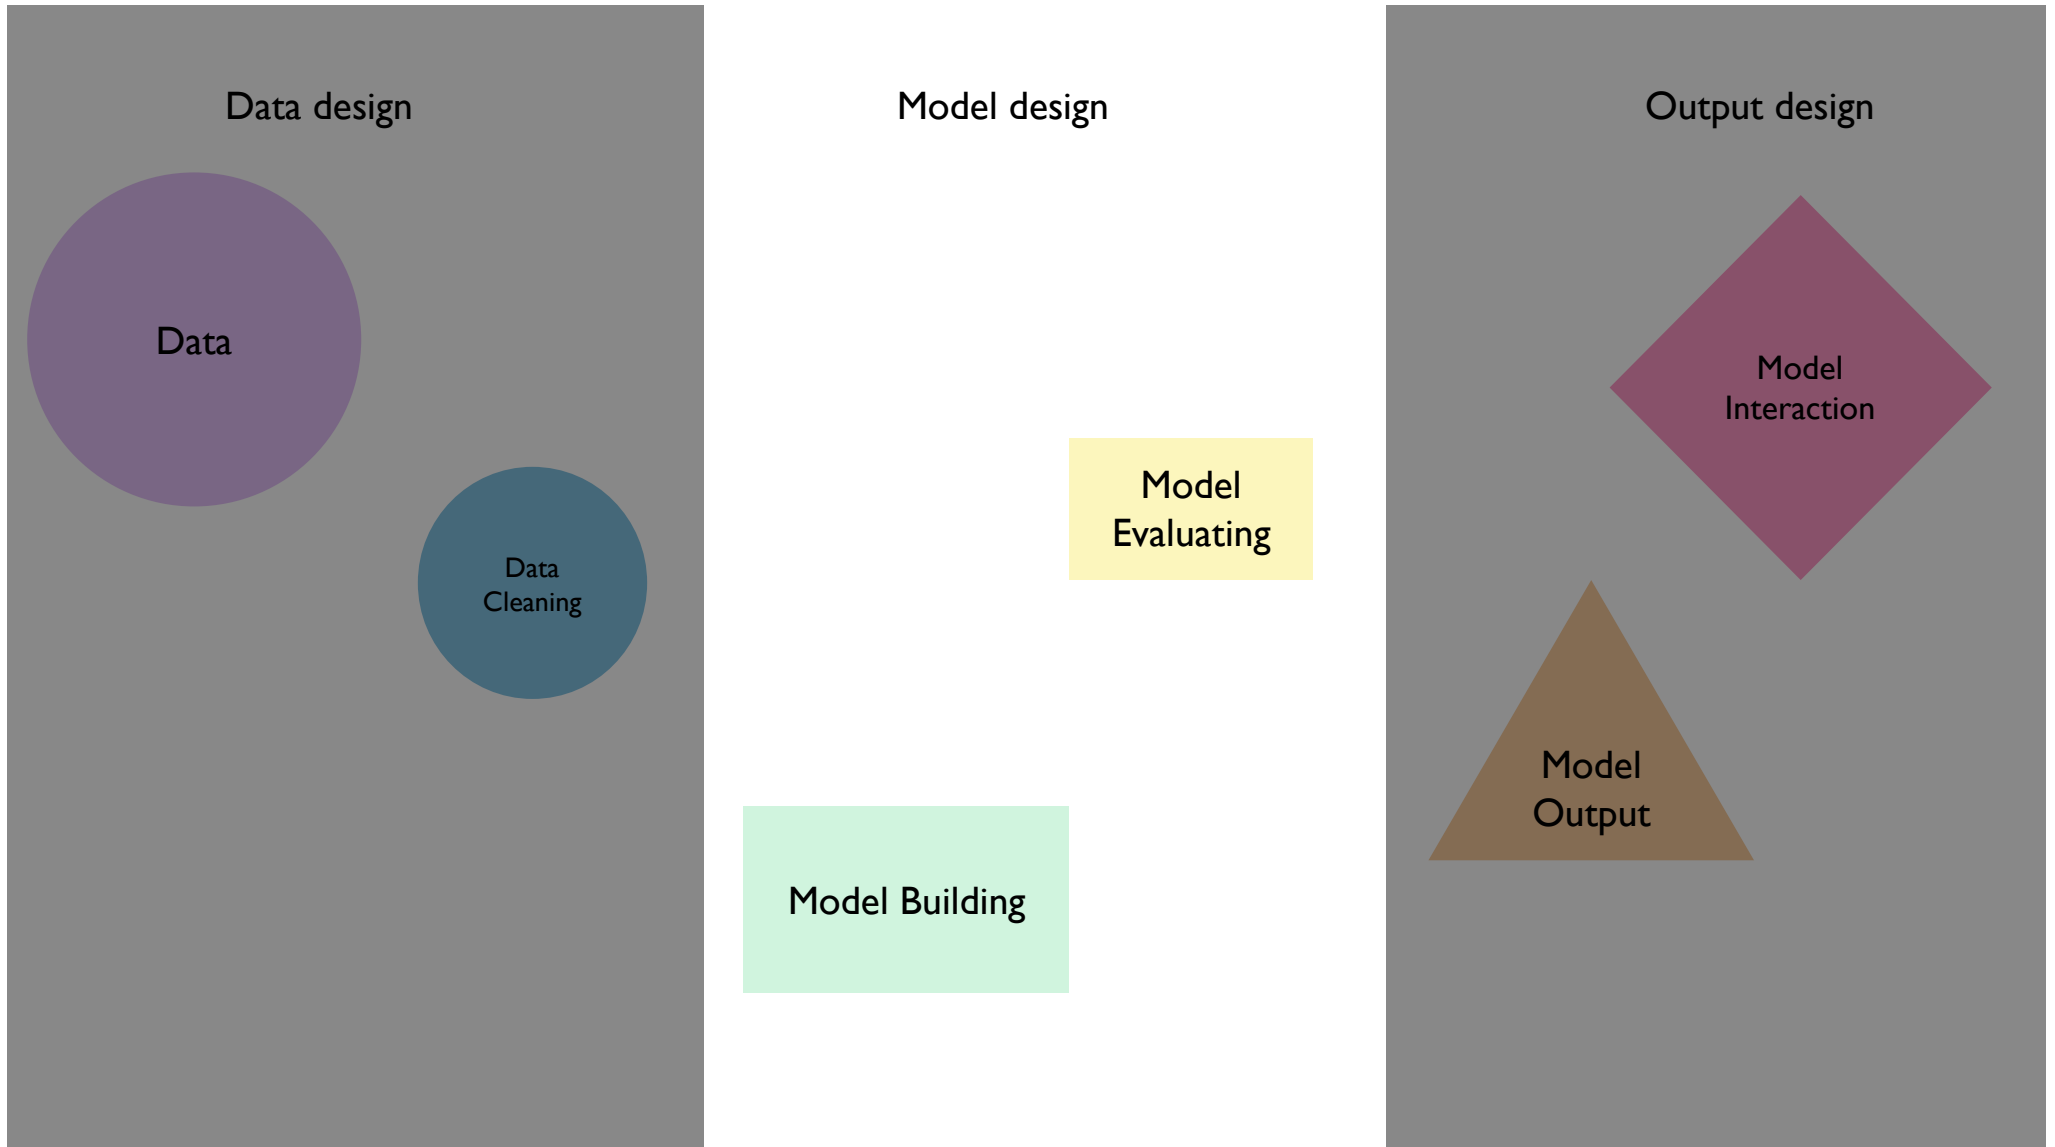 Data design
Data
Data
Cleaning
Model design
Model
Evaluating
Model Building
Output design
Model
Interaction
Model
Output